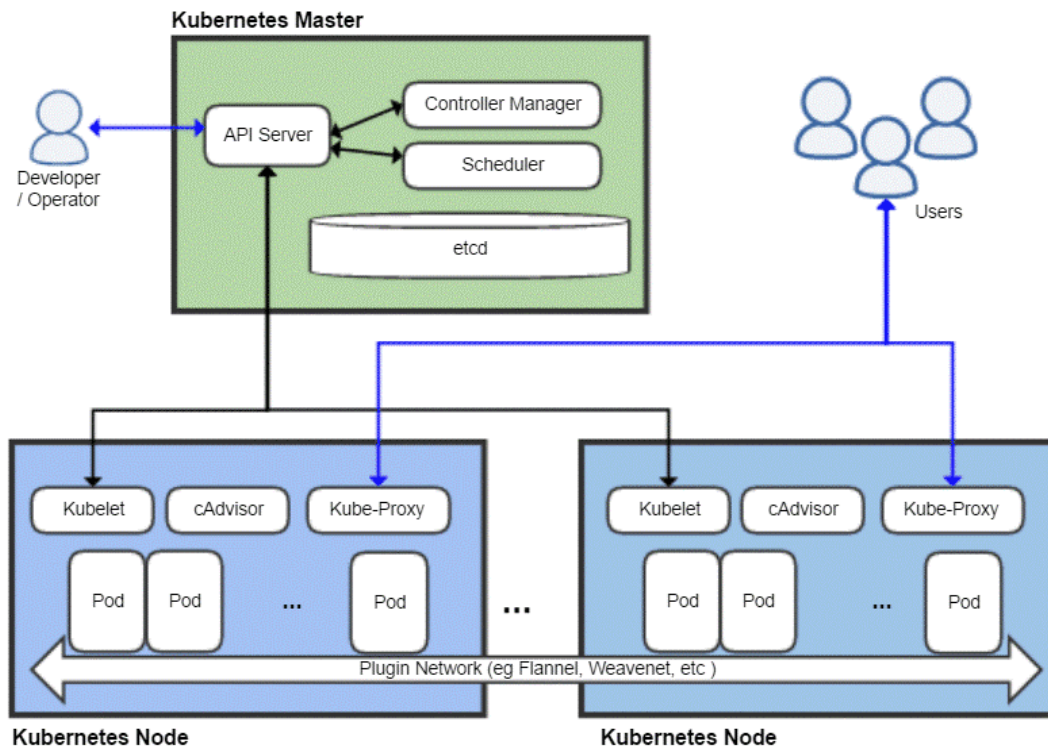 Kubernetes Master
Controller Manager
API Server
Scheduler
etcd
Developer
/ Operator
Users
Kubelet
cAdvisor
Kube-Proxy
Pod
Pod
...
Pod
...
Kubelet
cAdvisor
Kube-Proxy
Pod
Pod
...
Pod
Plugin Network (eg Flannel, Weavenet, etc )
Kubernetes Node
Kubernetes Node